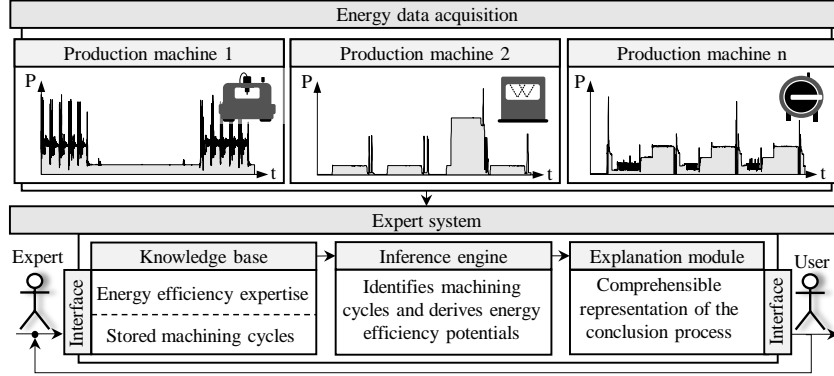 Energy data acquisition
Production machine 1
Production machine 2
Production machine n
P
t
P
t
P
t
Expert system
Expert
Interface
Knowledge base
Energy efficiency expertise
Stored machining cycles
Inference engine
Identifies machining
cycles and derives energy
efficiency potentials
Explanation module
Comprehensible
representation of the
conclusion process
Interface
User